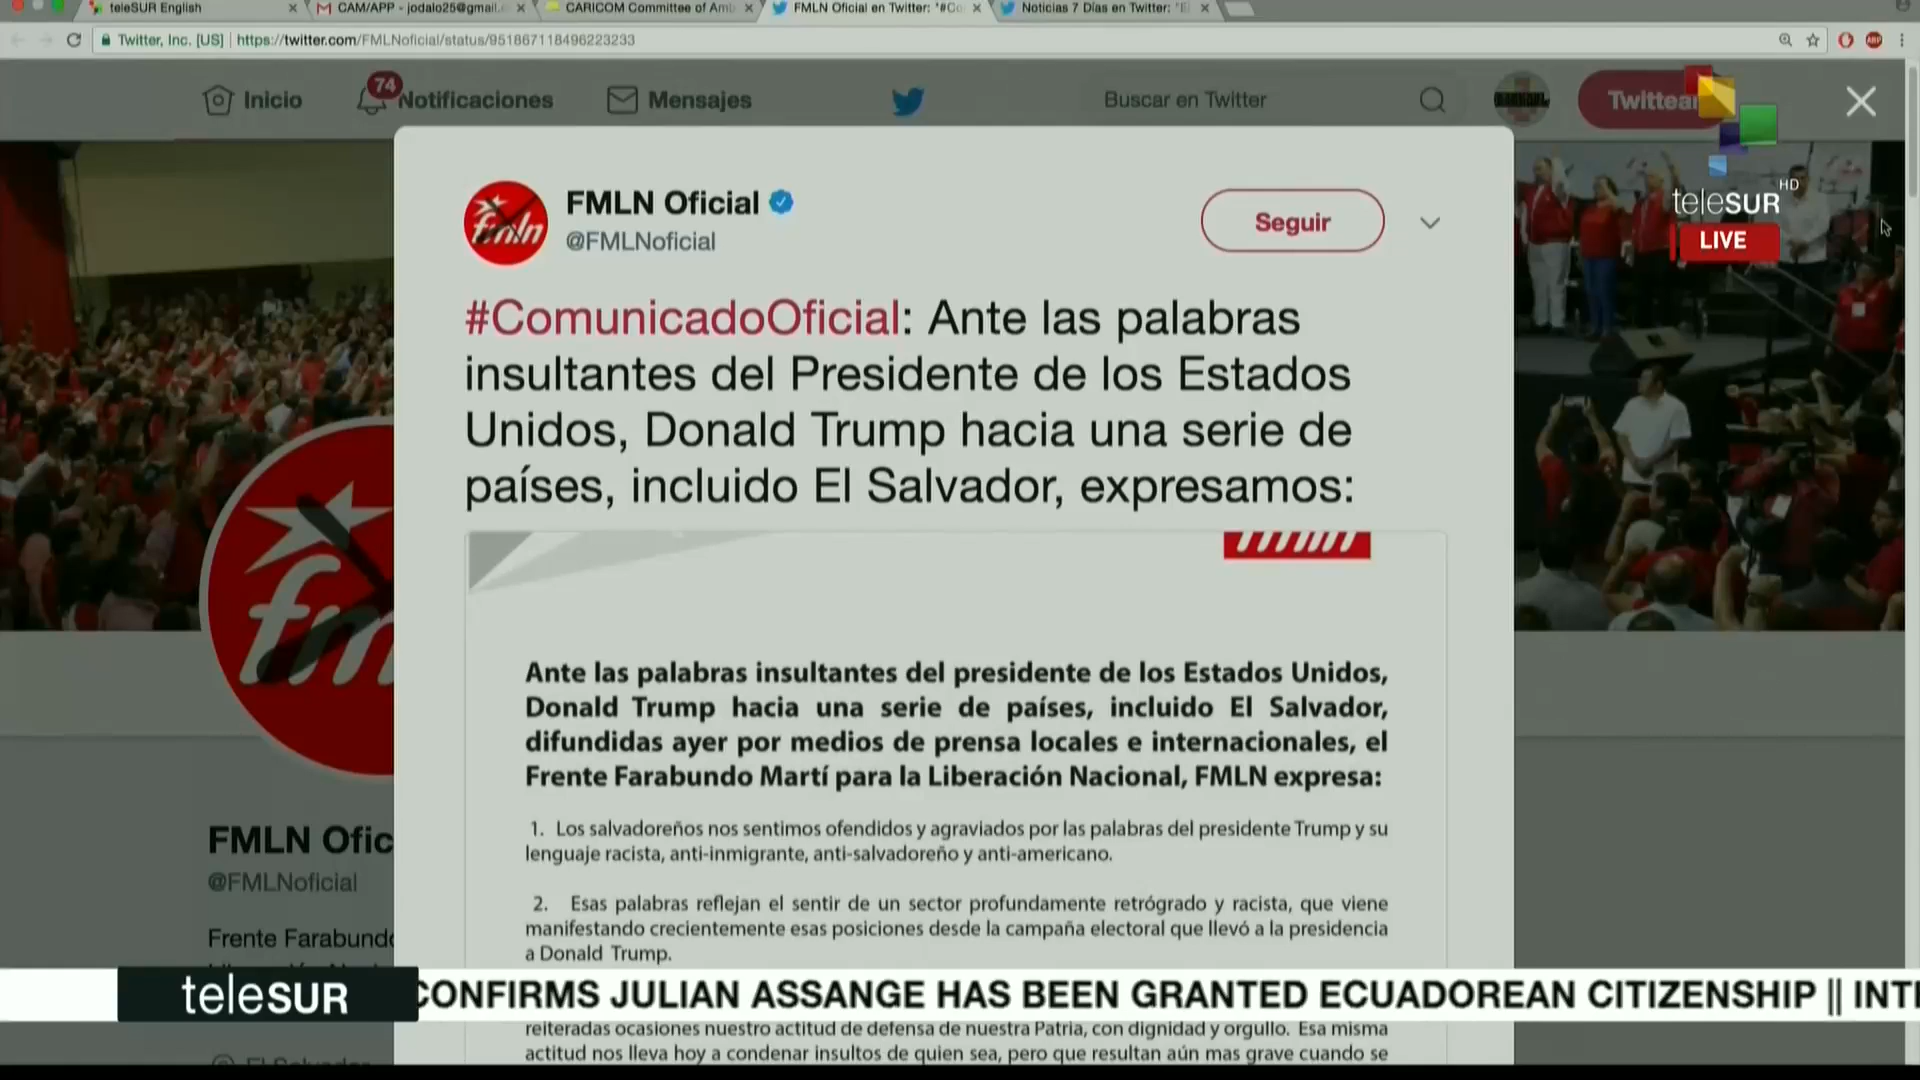 teleSUR English
CAM/APP - jodalo25@gmail.
CARICOM Committee of Amb
FMLN Oficial en Twitter: "#Co
Noticias 7 Días en Twitter: "E
Twitter, Inc. [US] | https://twitter.com/FMLNoficial/status/951867118496223233
ABP
Inicio
74
Notificaciones
Mensajes
Buscar en Twitter
Twittear
teleSUR HD
LIVE
fmln
FMLN Oficial
@FMLNoficial
Seguir
#ComunicadoOficial: Ante las palabras
insultantes del Presidente de los Estados
Unidos, Donald Trump hacia una serie de
países, incluido El Salvador, expresamos:
Ante las palabras insultantes del presidente de los Estados Unidos,
Donald Trump hacia una serie de países, incluido El Salvador,
difundidas ayer por medios de prensa locales e internacionales, el
Frente Farabundo Martí para la Liberación Nacional, FMLN expresa:
1. Los salvadoreños nos sentimos ofendidos y agraviados por las palabras del presidente Trump y su
lenguaje racista, anti-inmigrante, anti-salvadoreño y anti-americano.
2. Esas palabras reflejan el sentir de un sector profundamente retrógrado y racista, que viene
manifestando crecientemente esas posiciones desde la campaña electoral que llevó a la presidencia
a Donald Trump.
FMLN Ofic
@FMLNoficial
Frente Farabundo
teleSUR
CONFIRMS JULIAN ASSANGE HAS BEEN GRANTED ECUADOREAN CITIZENSHIP || INTE
reiteradas ocasiones nuestro actitud de defensa de nuestra Patria, con dignidad y orgullo. Esa misma
actitud nos lleva hoy a condenar insultos de quien sea, pero que resultan aún mas grave cuando se
El Salvador